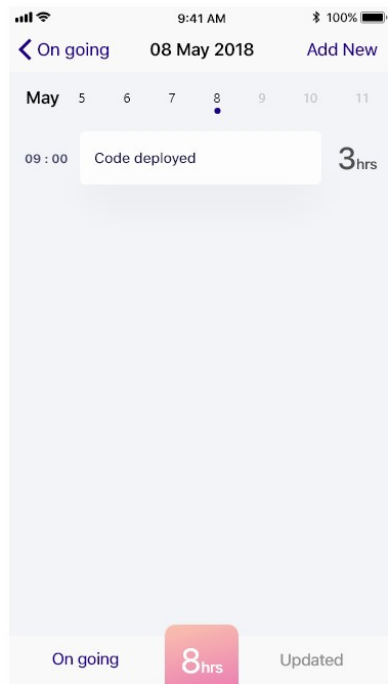 9:41 AM 100%
On going 08 May 2018 Add New
May 5 6 7 8 9 10 11
09 : 00 Code deployed 3hrs
On going 8hrs Updated